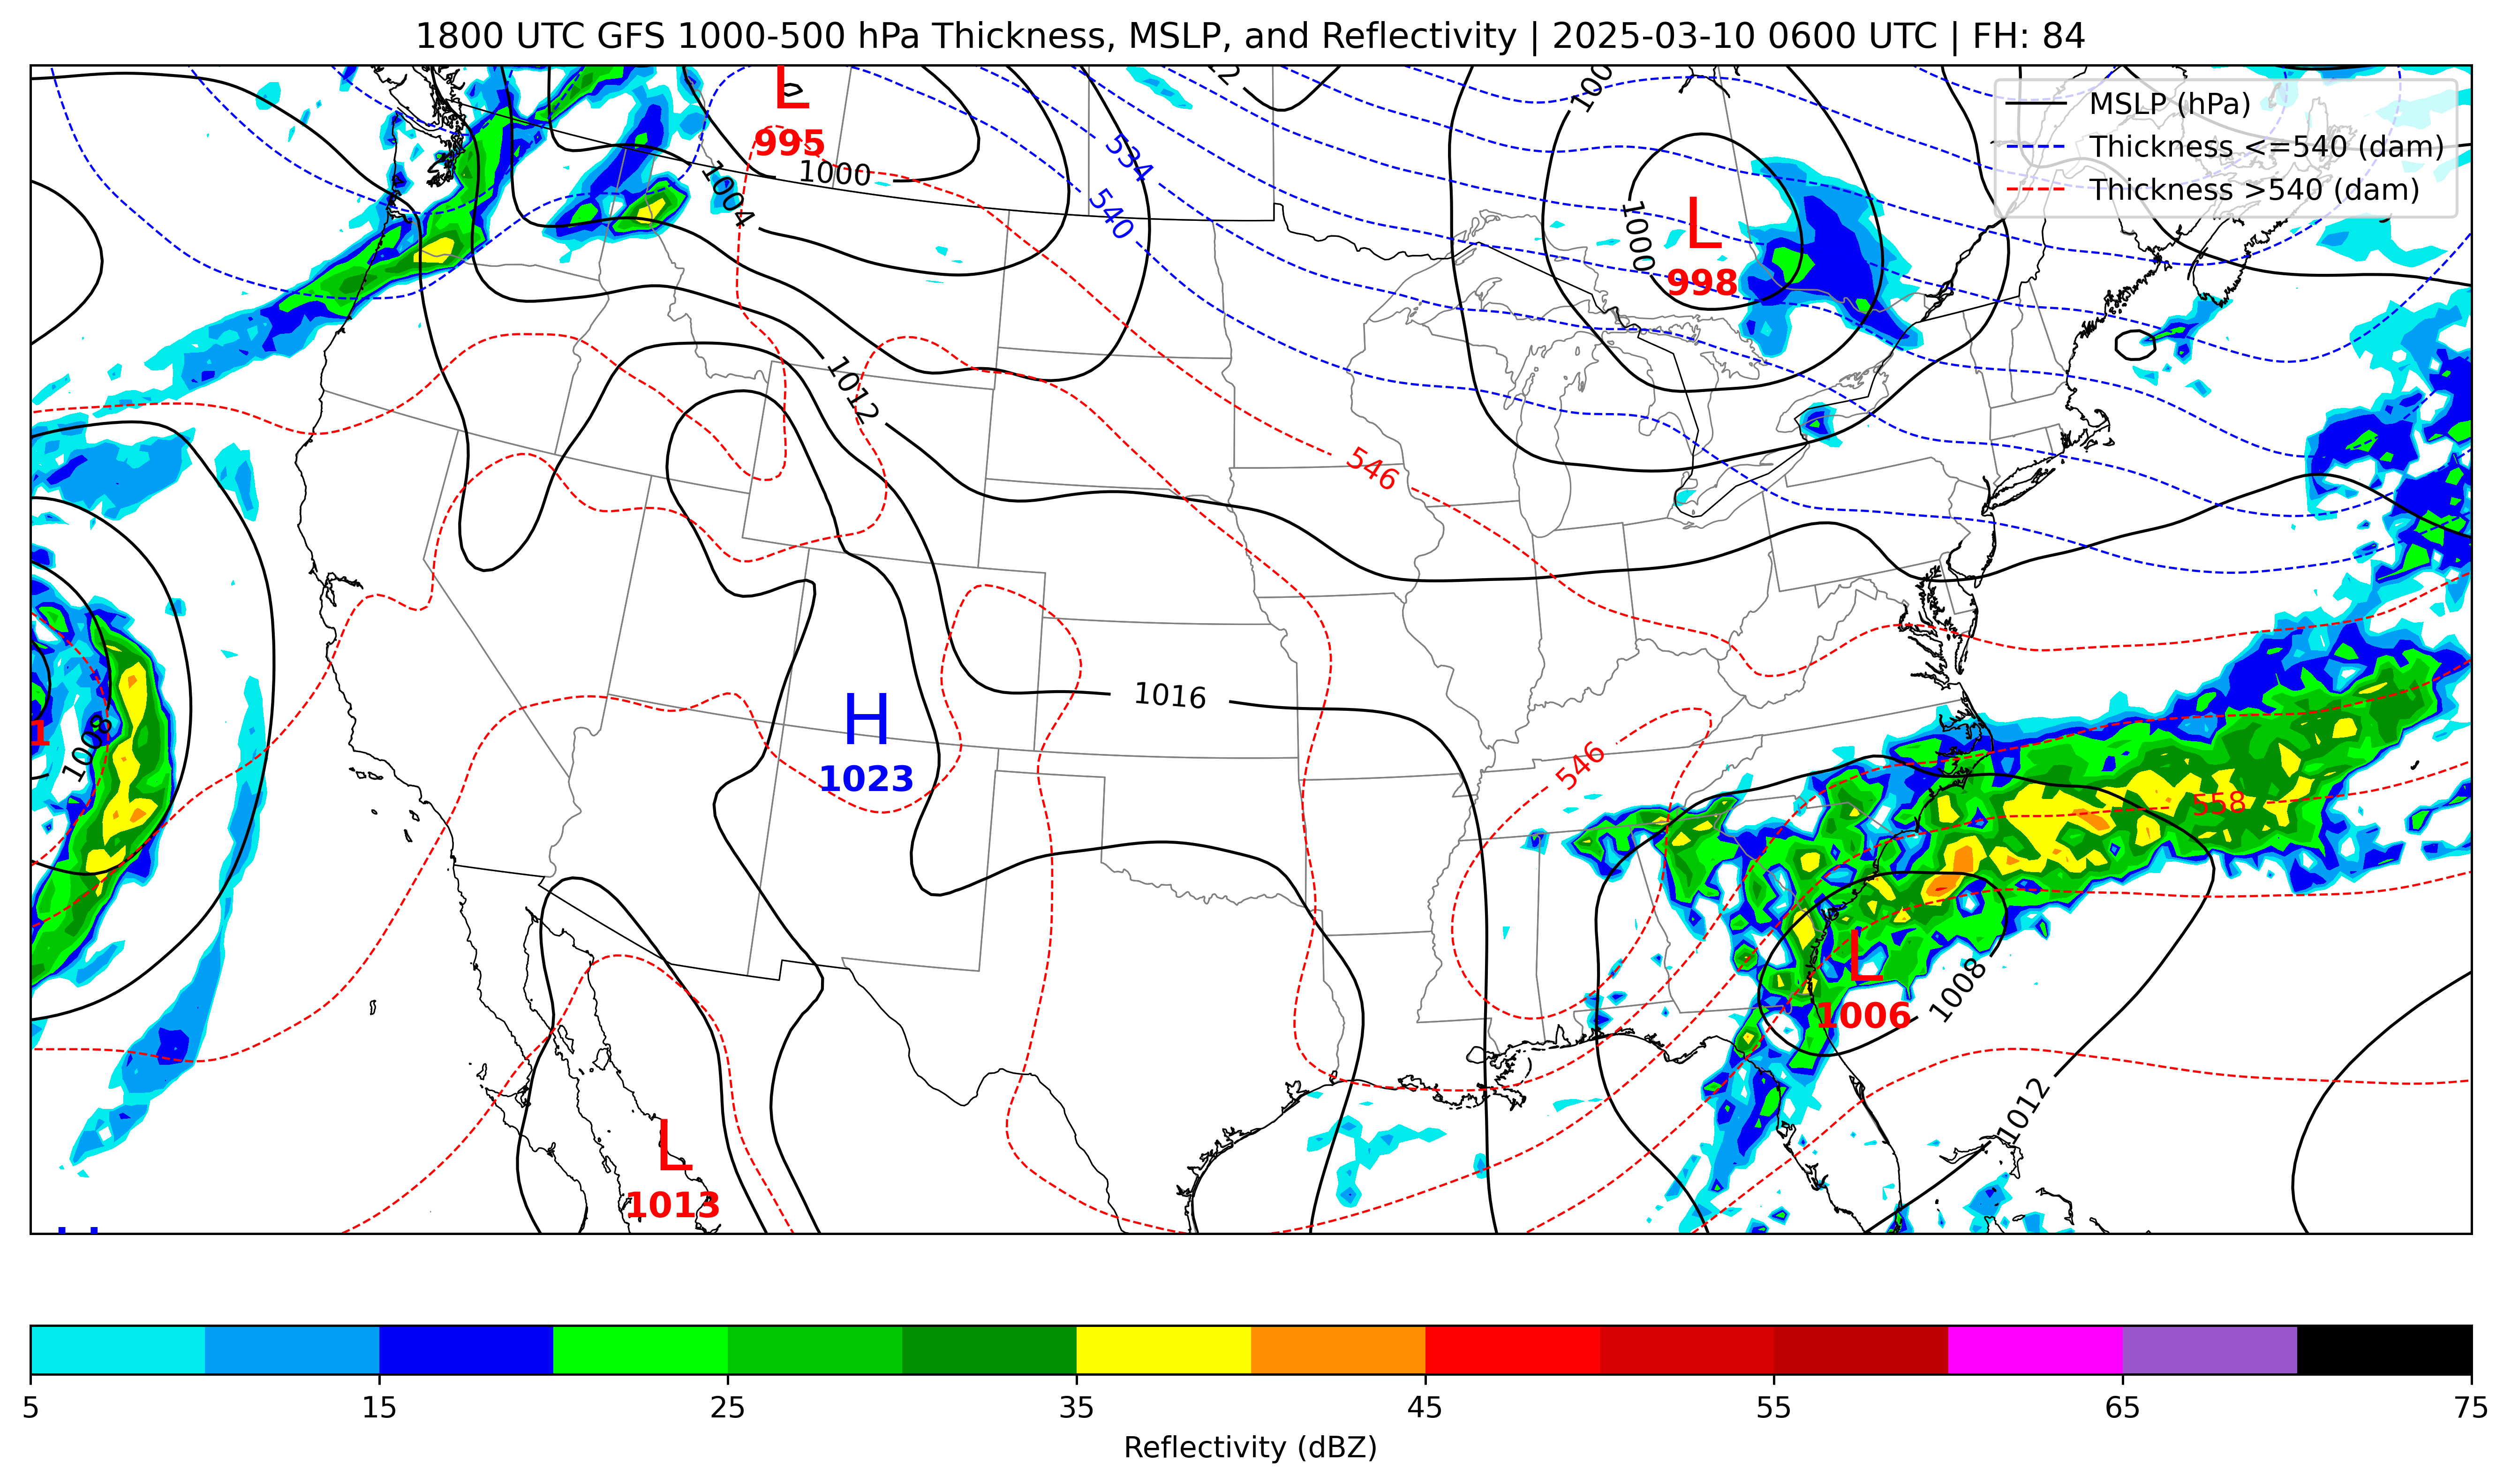 1800 UTC GFS 1000-500 hPa Thickness, MSLP, and Reflectivity | 2025-03-10 0600 UTC | FH: 84
MSLP (hPa)
Thickness <=540 (dam)
Thickness >540 (dam)
L
995
1000
1004
534
540
L
998
1000
1012
546
1016
H
1023
1008
546
558
L
1006
1008
1012
L
1013
5 15 25 35 45 55 65 75
Reflectivity (dBZ)